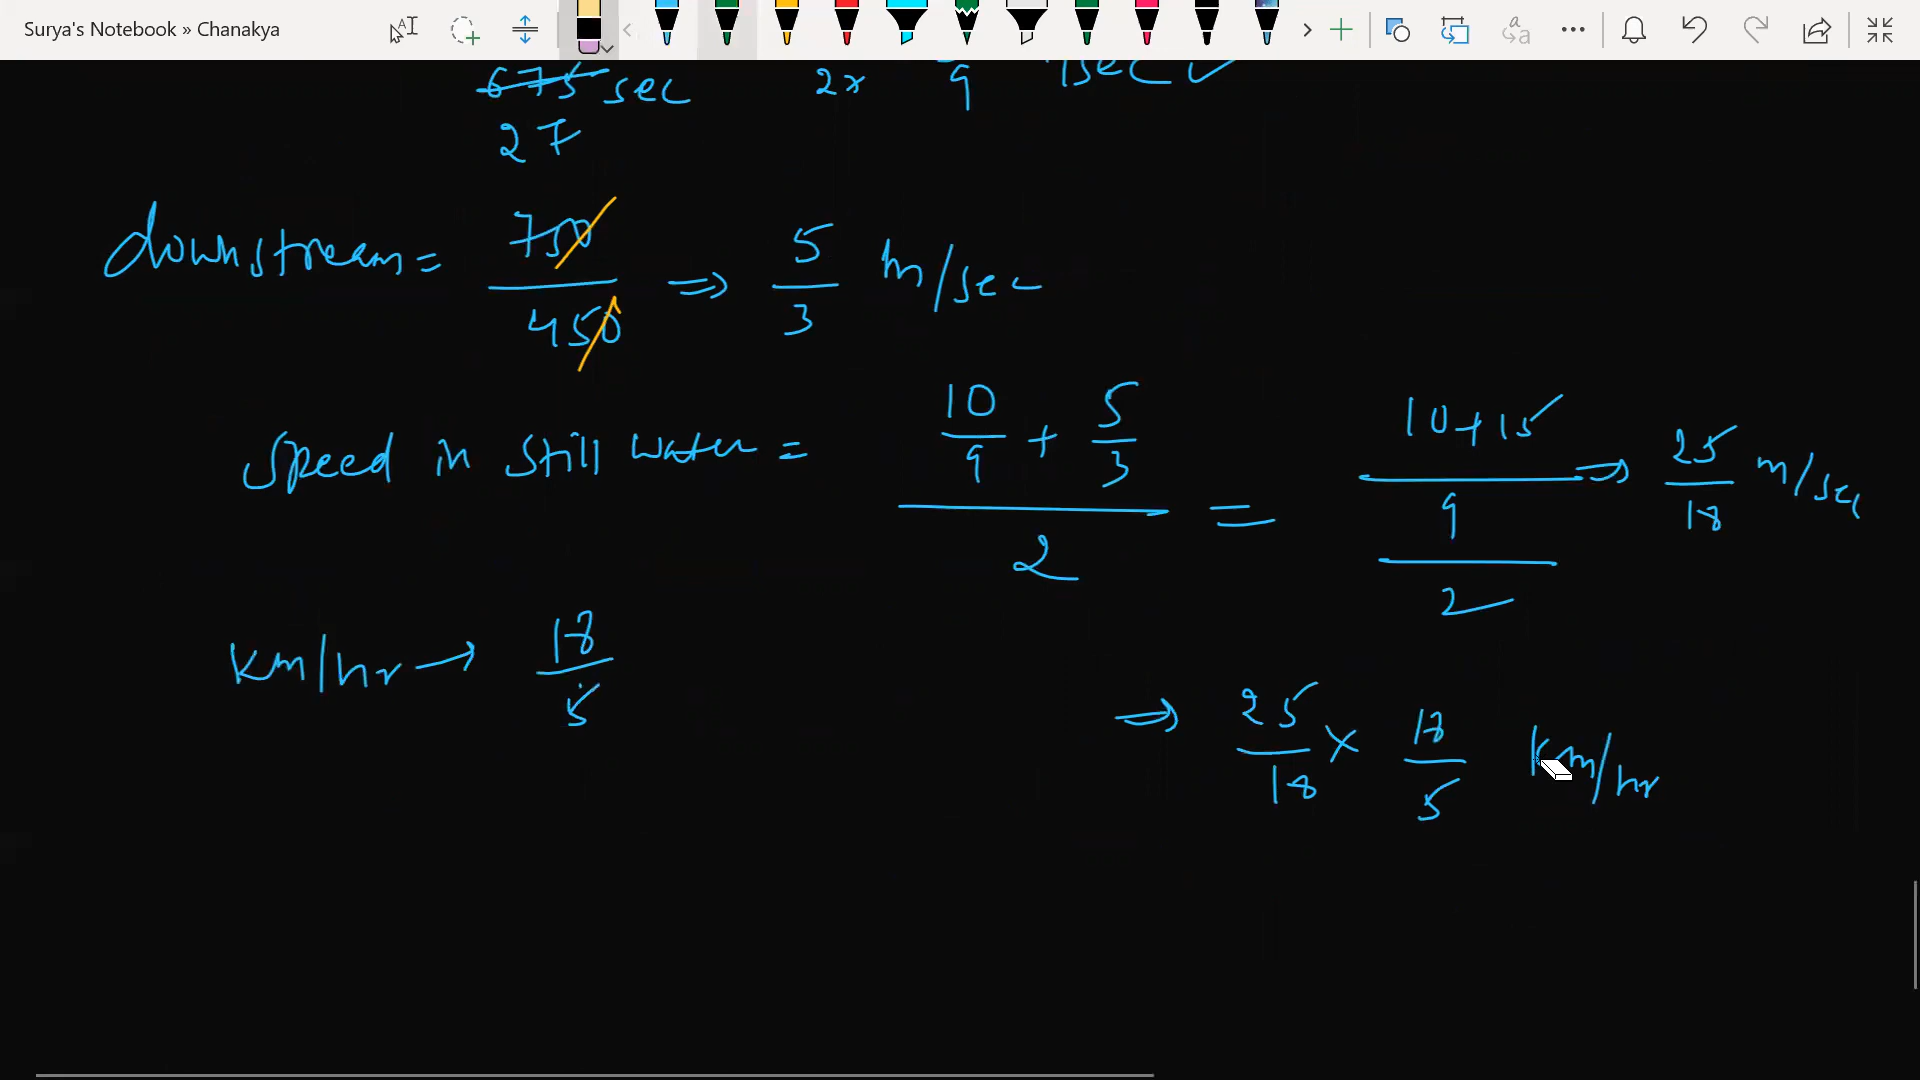 Surya's Notebook » Chanakya
675 sec 2x 9 /sec
27
downstream = 750/450 ⇒ 5/3 m/sec
Speed in still water = (10/9 + 5/3)/2 = ((10+15)/9)/2 ⇒ 25/18 m/sec
km/hr → 18/5
⇒ 25/18 × 18/5 km/hr